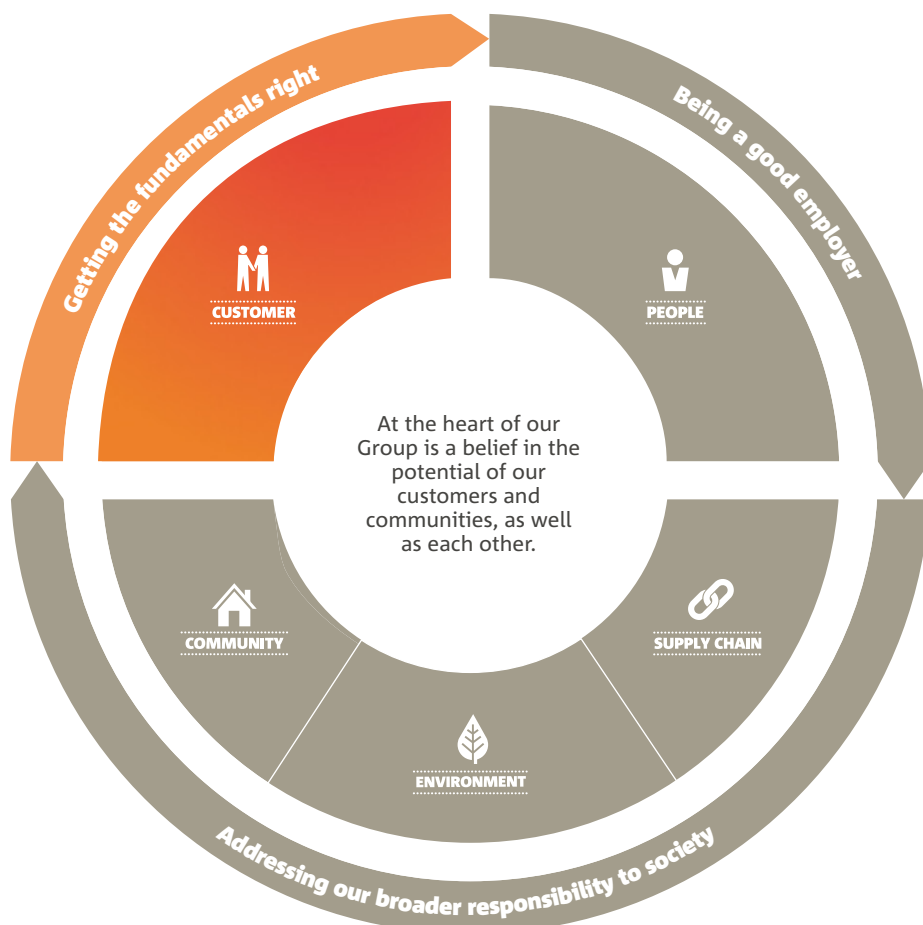 Getting the fundamentals right
Being a good employer
CUSTOMER
PEOPLE
At the heart of our
Group is a belief in the
potential of our
customers and
communities, as well
as each other.
COMMUNITY
SUPPLY CHAIN
ENVIRONMENT
Addressing our broader responsibility to society